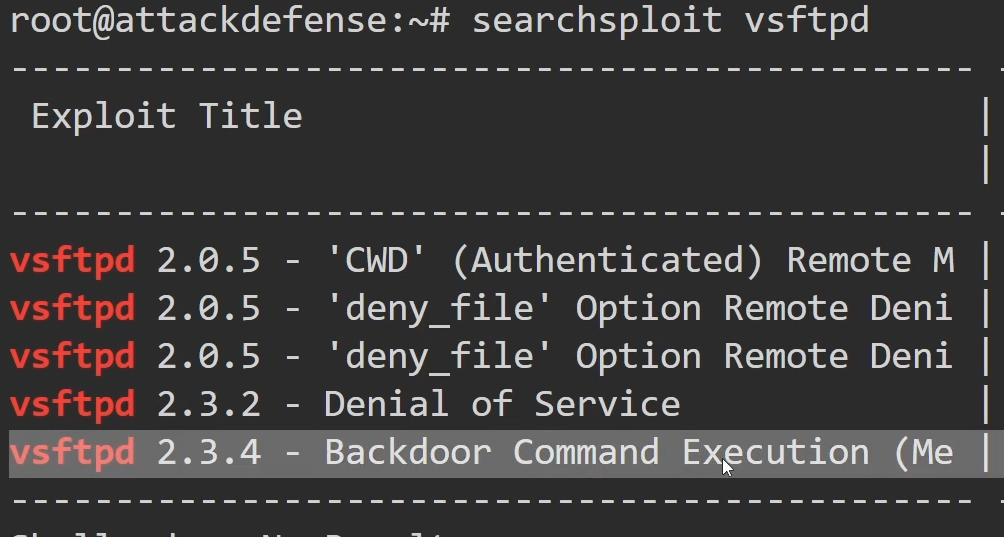 root@attackdefense:~# searchsploit vsftpd
---------------------------------------------- -
Exploit Title |
|
---------------------------------------------- -
vsftpd 2.0.5 - 'CWD' (Authenticated) Remote M |
vsftpd 2.0.5 - 'deny_file' Option Remote Deni |
vsftpd 2.0.5 - 'deny_file' Option Remote Deni |
vsftpd 2.3.2 - Denial of Service |
vsftpd 2.3.4 - Backdoor Command Execution (Me |
---------------------------------------------- -